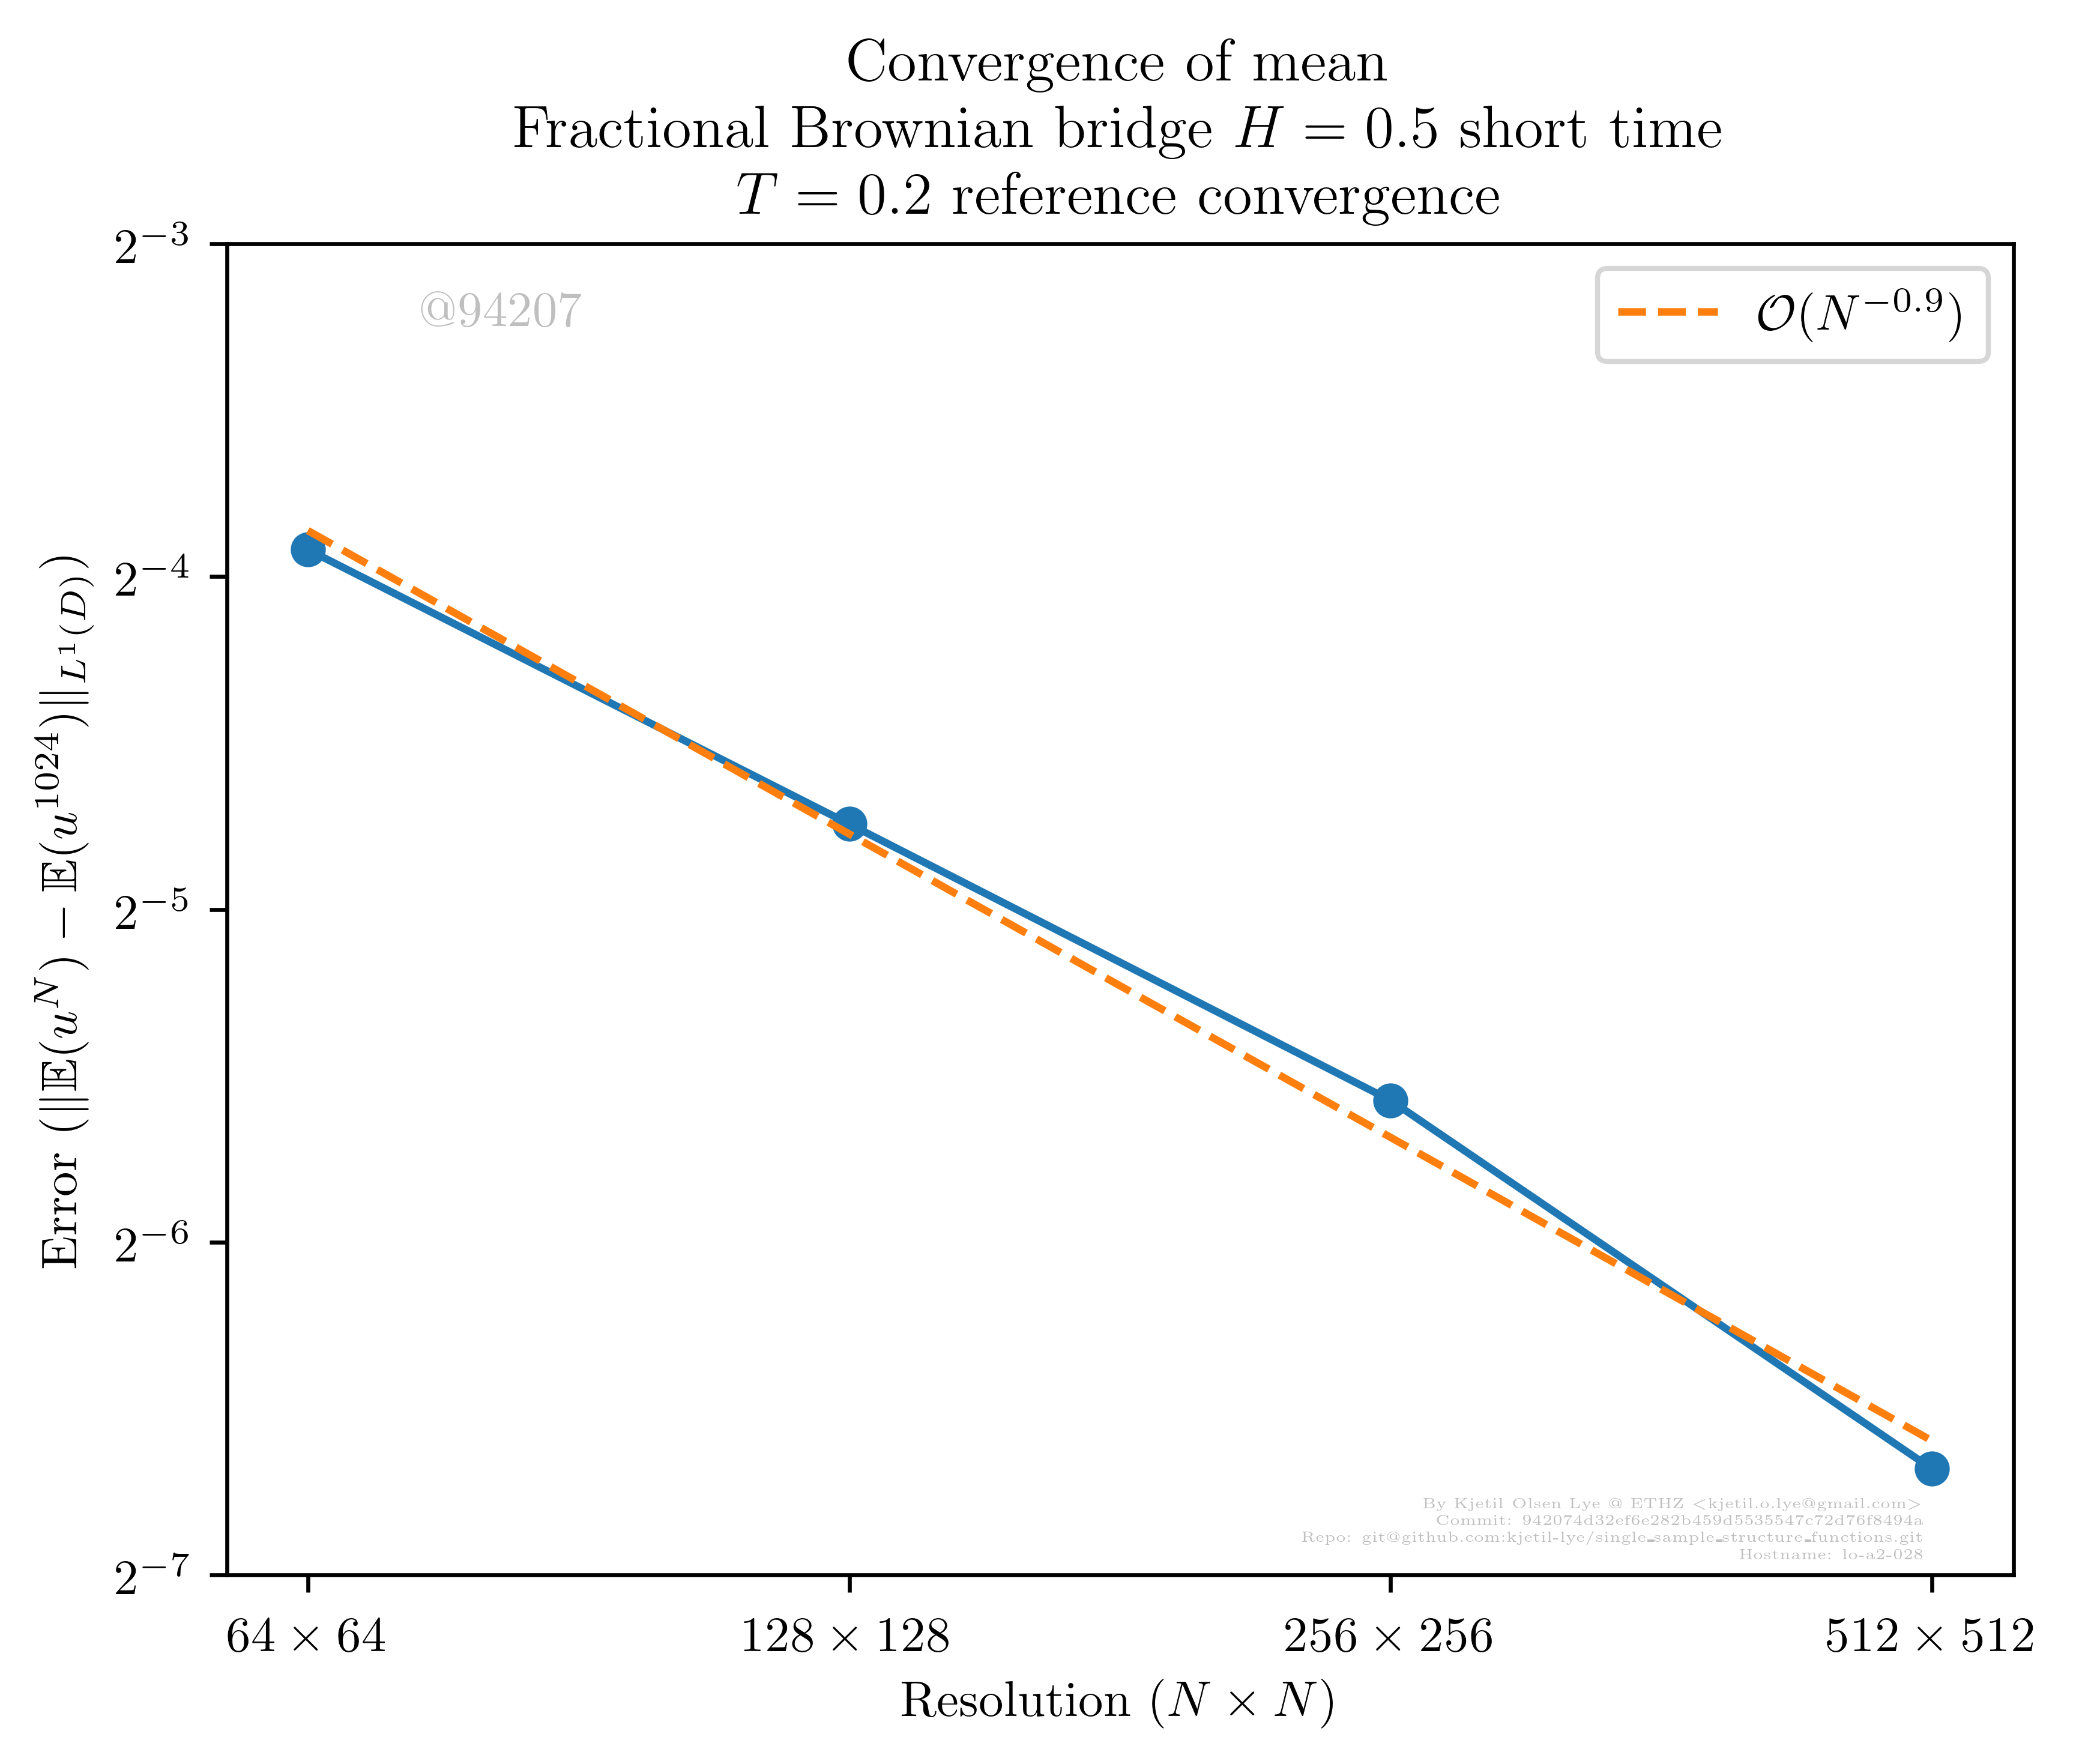 Convergence of mean
Fractional Brownian bridge H = 0.5 short time
T = 0.2 reference convergence
2⁻³
@94207
𝒪(N⁻⁰·⁹)
2⁻⁴
2⁻⁵
2⁻⁶
2⁻⁷
Error (||𝔼(uᴺ) − 𝔼(u¹⁰²⁴)||_{L¹(D)})
By Kjetil Olsen Lye @ ETHZ <kjetil.o.lye@gmail.com>
Commit: 942074d32ef6e282b459d5535547c72d76f8494a
Repo: git@github.com:kjetil-lye/single_sample_structure_functions.git
Hostname: lo-a2-028
64 × 64
128 × 128
256 × 256
512 × 512
Resolution (N × N)